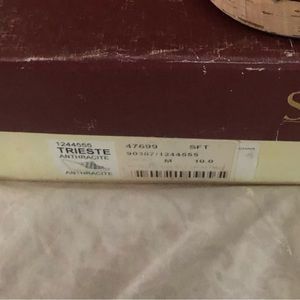 S
1244555
TRIESTE
ANTHRACITE
ANTHRACITE
47699 SFT
90387/1244555
M 10.0